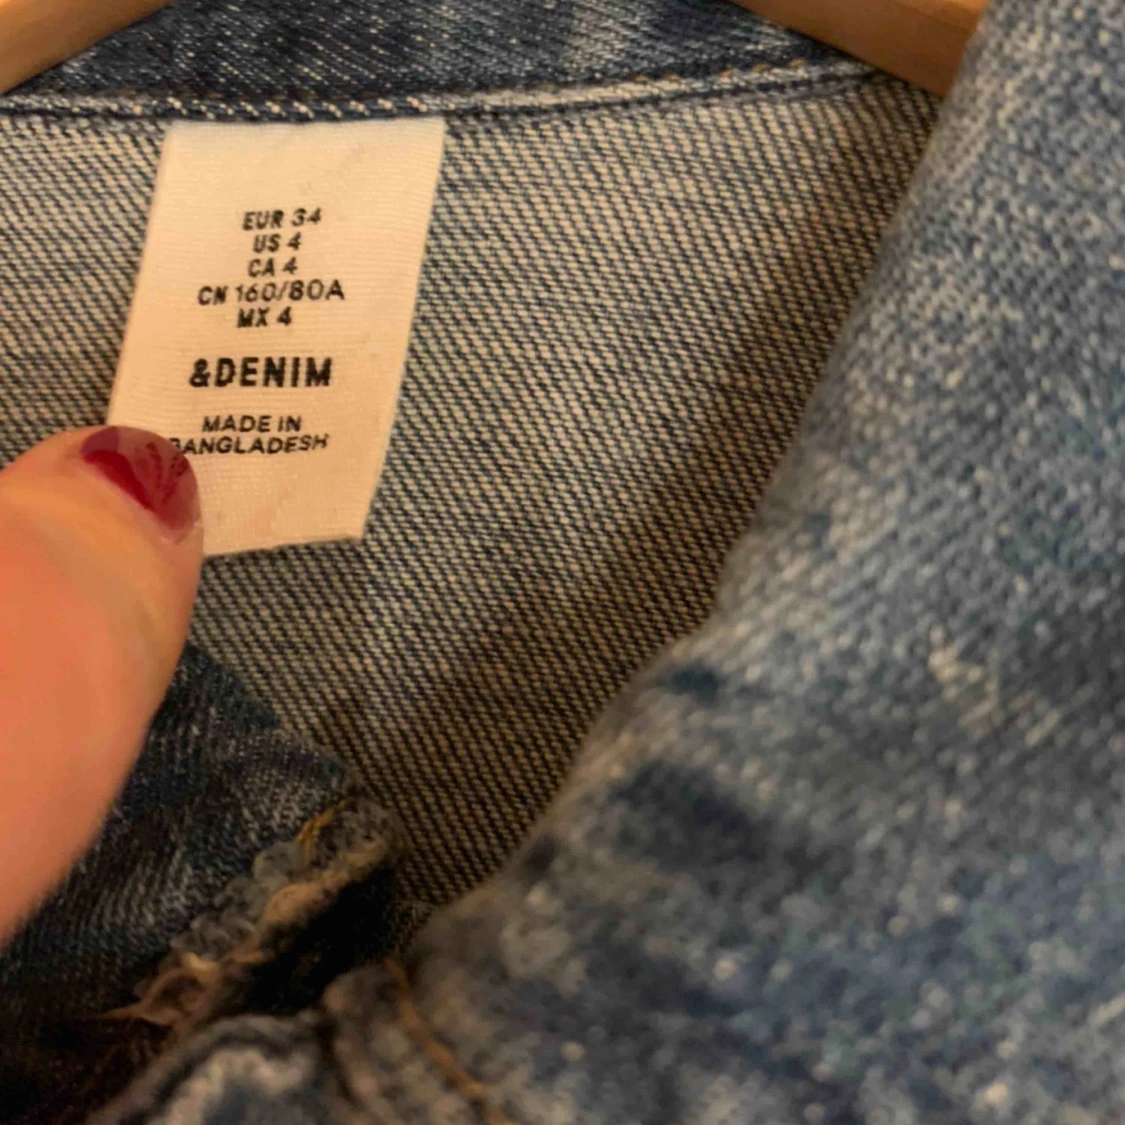 EUR 34
US 4
CA 4
CN 160/80A
MX 4
&DENIM
MADE IN
BANGLADESH